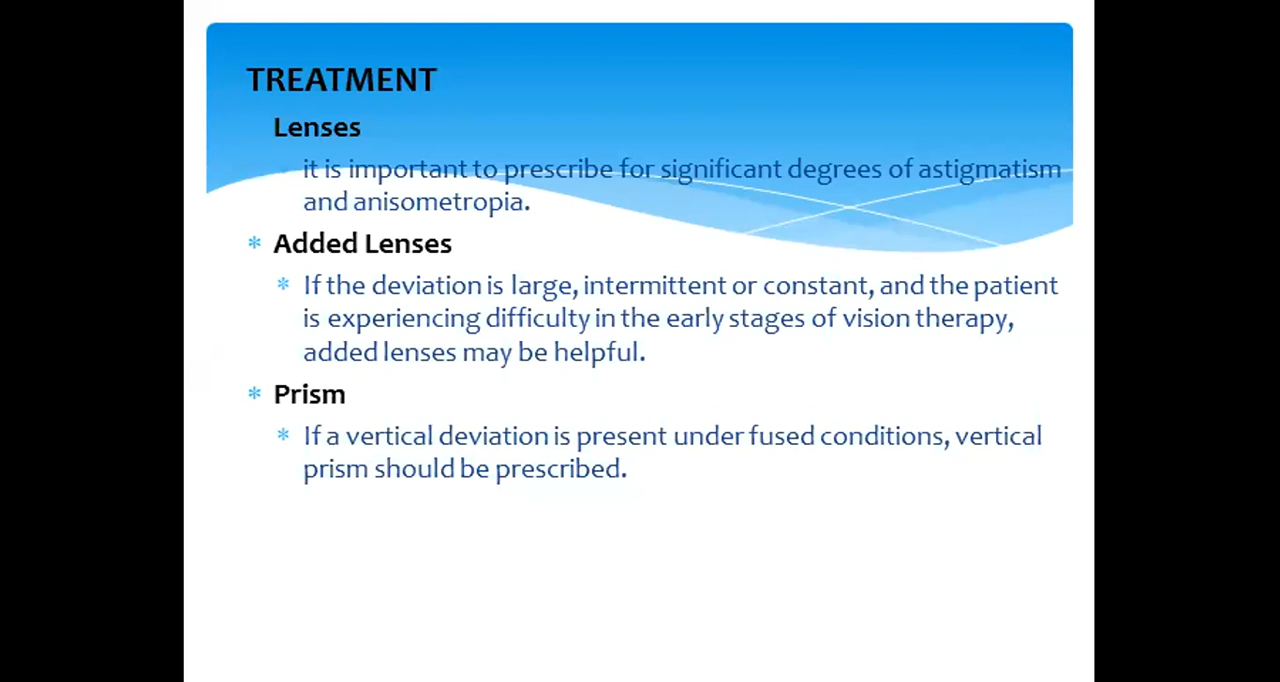 TREATMENT
Lenses
it is important to prescribe for significant degrees of astigmatism
and anisometropia.
* Added Lenses
* If the deviation is large, intermittent or constant, and the patient
is experiencing difficulty in the early stages of vision therapy,
added lenses may be helpful.
* Prism
* If a vertical deviation is present under fused conditions, vertical
prism should be prescribed.